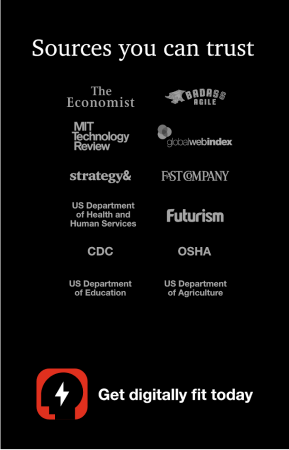 Sources you can trust
The
Economist
BADASS
AGILE
MIT
Technology
Review
globalwebindex
strategy&
FAST COMPANY
US Department
of Health and
Human Services
Futurism
CDC
OSHA
US Department
of Education
US Department
of Agriculture
Get digitally fit today